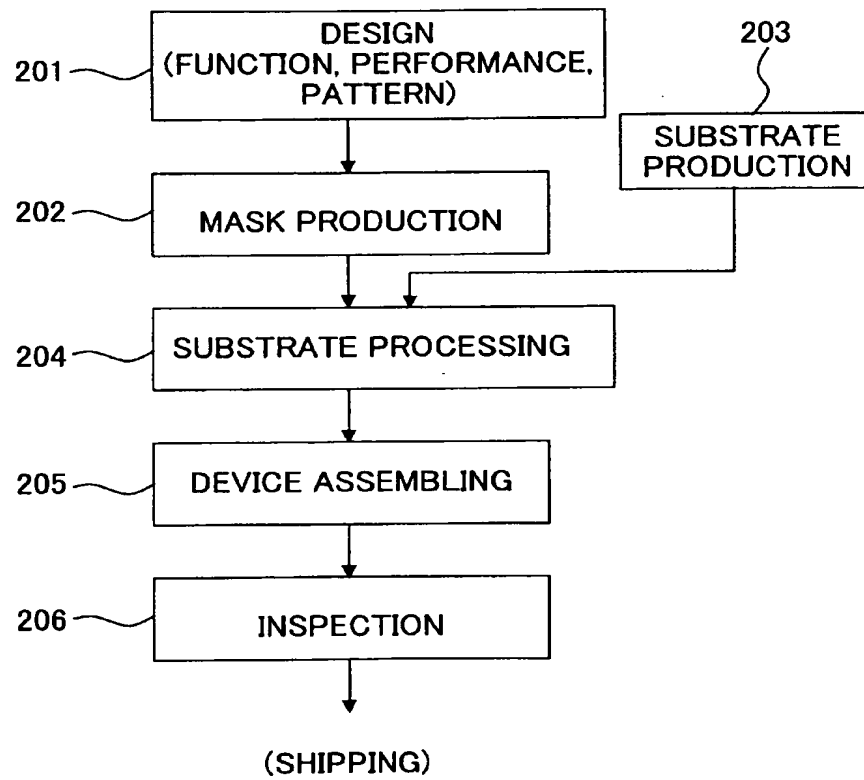 201
DESIGN
(FUNCTION, PERFORMANCE,
PATTERN)
203
SUBSTRATE
PRODUCTION
202
MASK PRODUCTION
204
SUBSTRATE PROCESSING
205
DEVICE ASSEMBLING
206
INSPECTION
(SHIPPING)